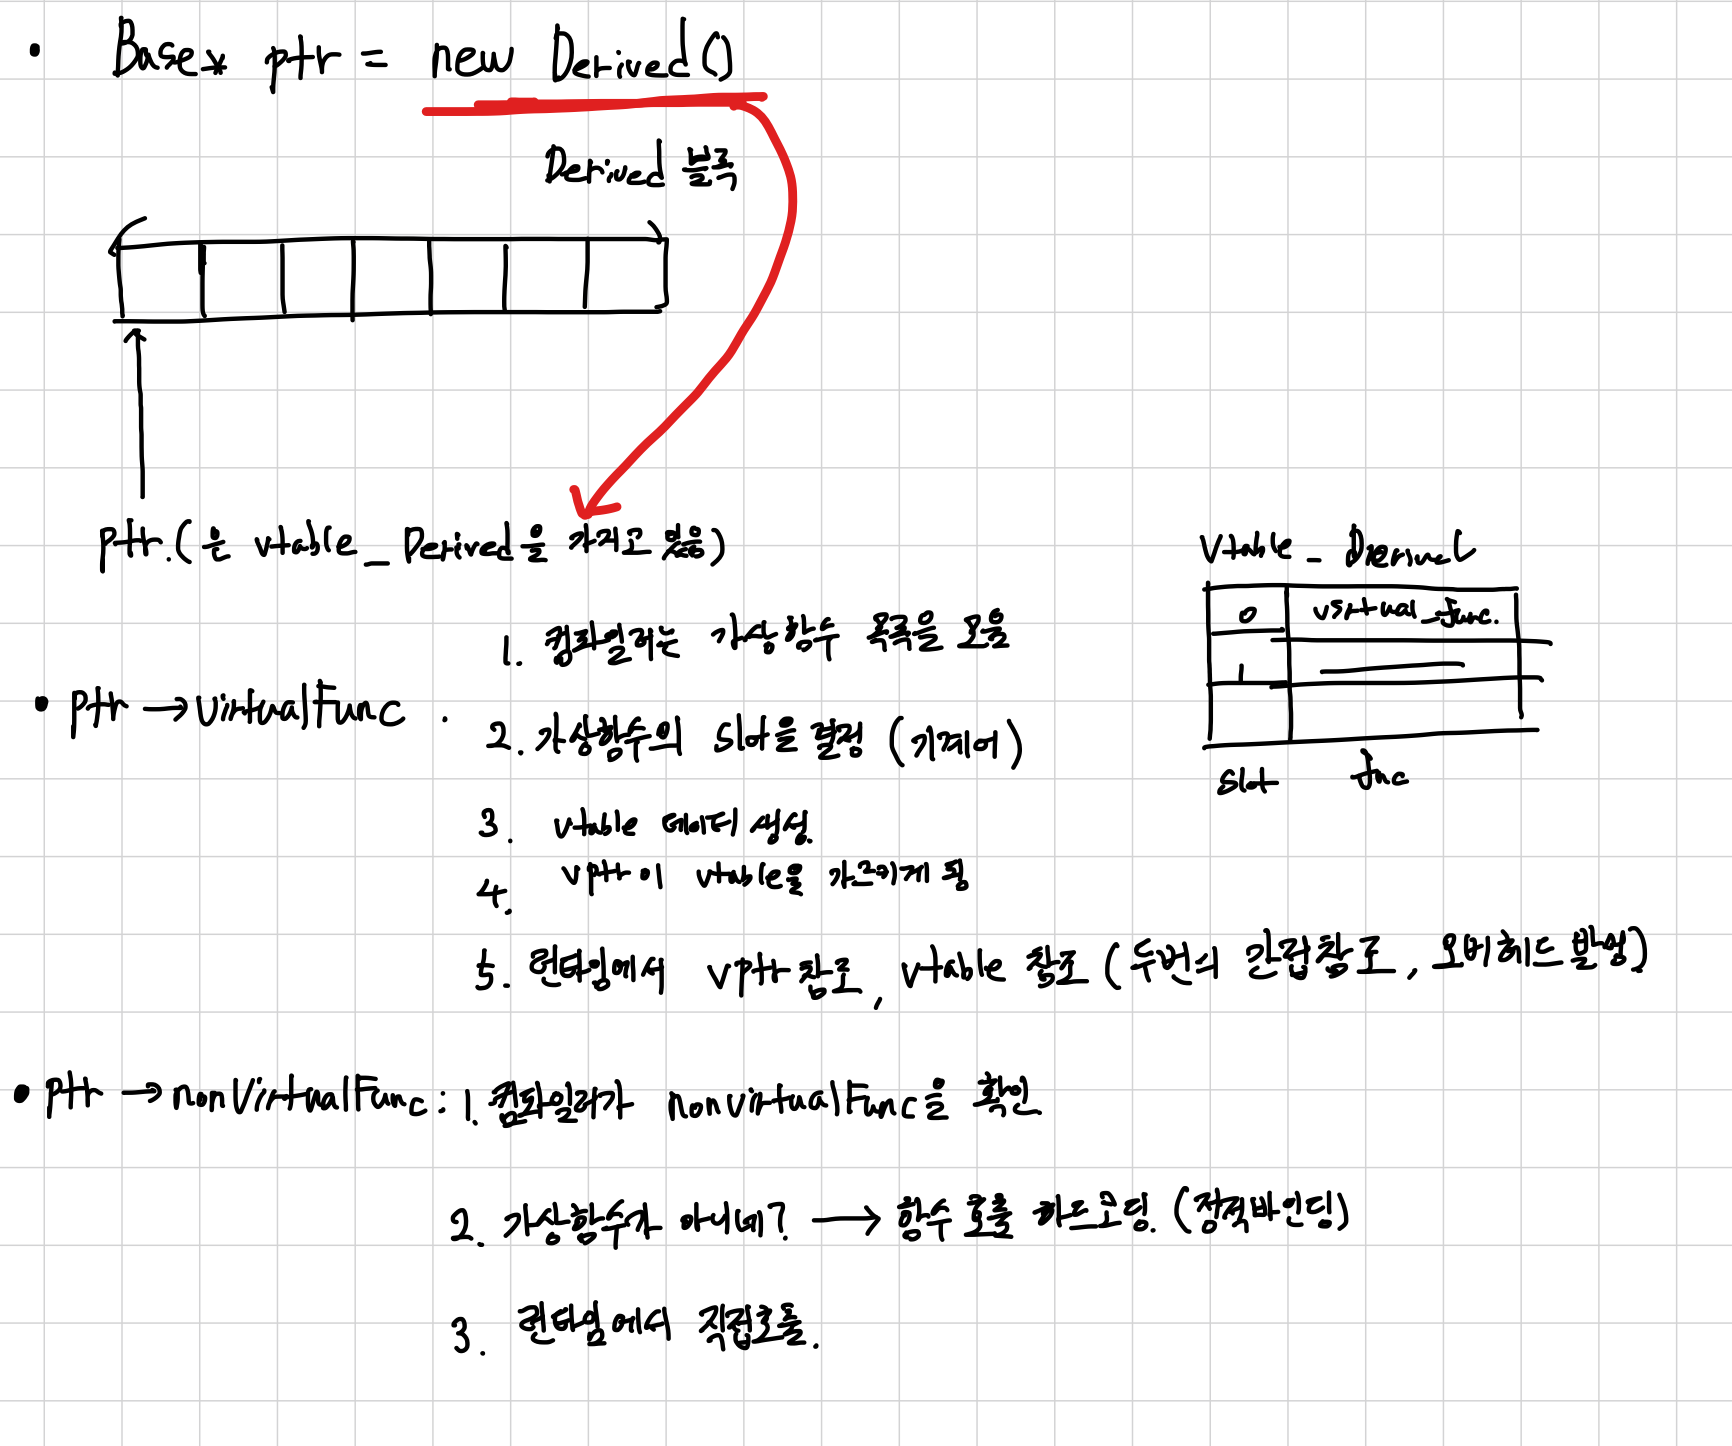 • Base* ptr = new Derived()
Derived 블록
ptr.(은 vtable_Derived을 가지고 있음)
Vtable_Derived
0 virtual_func.
1
slot func
1. 컴파일러는 가상함수 목록을 모음
• ptr → virtualFunc .
2. 가상함수의 slot을 결정 (기계어)
3. vtable 데이터 생성.
4. vptr이 vtable을 가르키게 됨
5. 런타임에서 vptr참조, vtable 참조 (두번의 간접참조, 오버헤드 발생)
• ptr → nonVirtualFunc: 1. 컴파일러가 nonvirtualFunc을 확인
2. 가상함수가 아니네? → 함수 호출 하드코딩. (정적바인딩)
3. 런타임에서 직접호출.